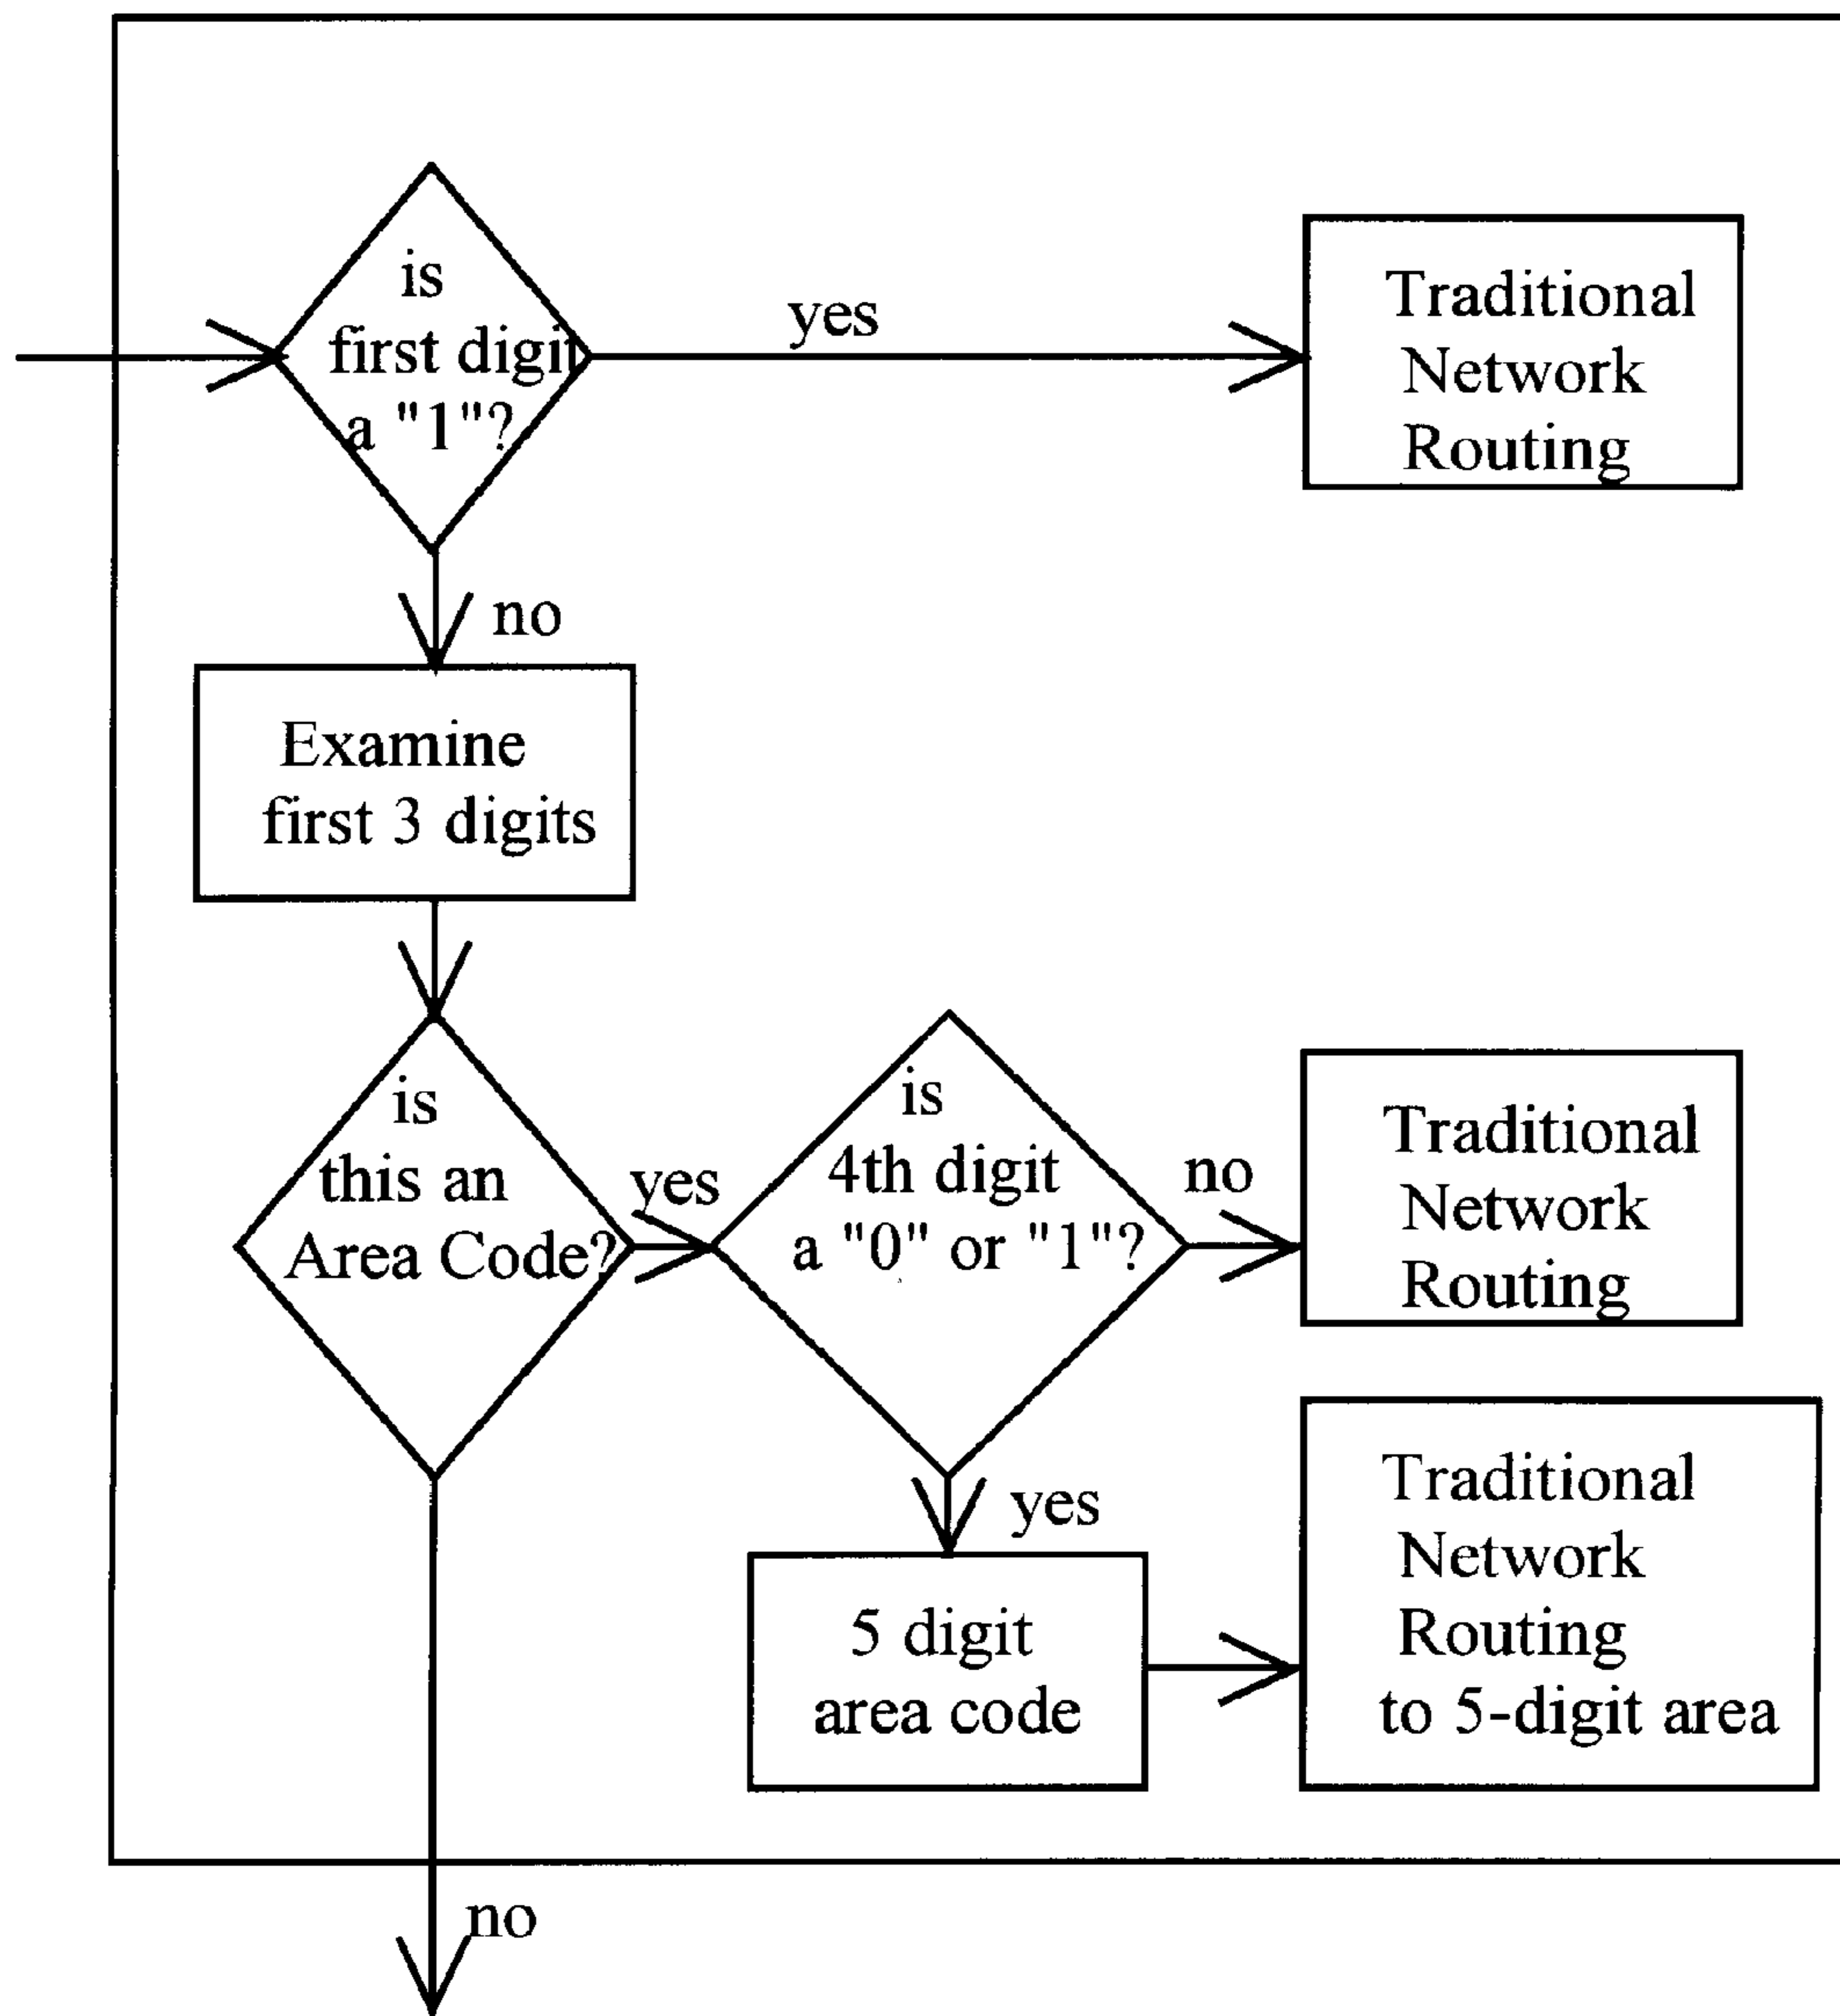 is
first digit
a "1"?
yes
Traditional
Network
Routing
no
Examine
first 3 digits
is
this an
Area Code?
yes
is
4th digit
a "0" or "1"?
no
Traditional
Network
Routing
yes
5 digit
area code
Traditional
Network
Routing
to 5-digit area
no